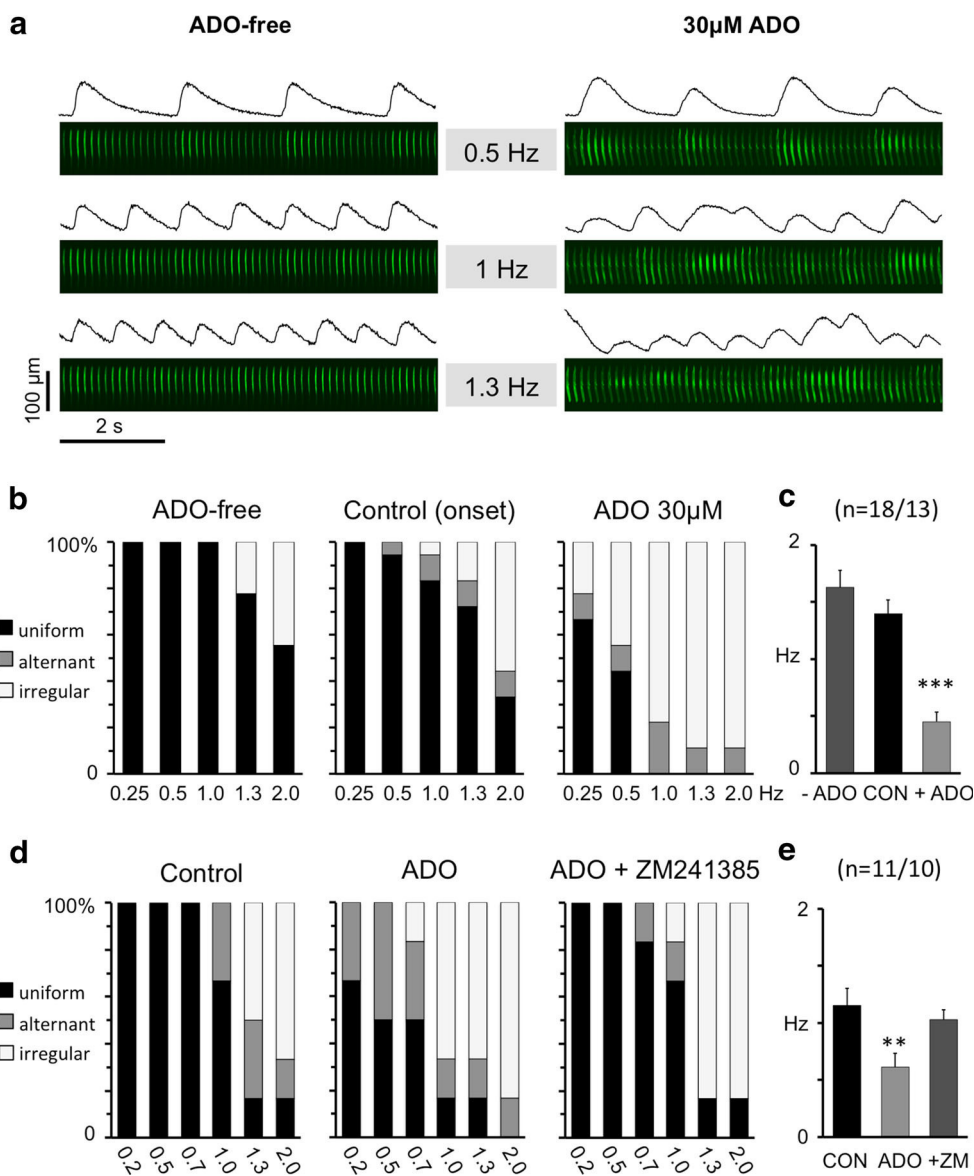 a
ADO-free
30µM ADO
0.5 Hz
1 Hz
1.3 Hz
100 µm
2 s
b
ADO-free
Control (onset)
ADO 30µM
100%
uniform
alternant
irregular
0
0.25 0.5 1.0 1.3 2.0
0.25 0.5 1.0 1.3 2.0
0.25 0.5 1.0 1.3 2.0 Hz
c
(n=18/13)
2
Hz
***
0
- ADO CON + ADO
d
Control
ADO
ADO + ZM241385
100%
uniform
alternant
irregular
0
0.2 0.5 0.7 1.0 1.3 2.0
0.2 0.5 0.7 1.0 1.3 2.0
0.2 0.5 0.7 1.0 1.3 2.0
e
(n=11/10)
2
Hz
**
0
CON ADO +ZM